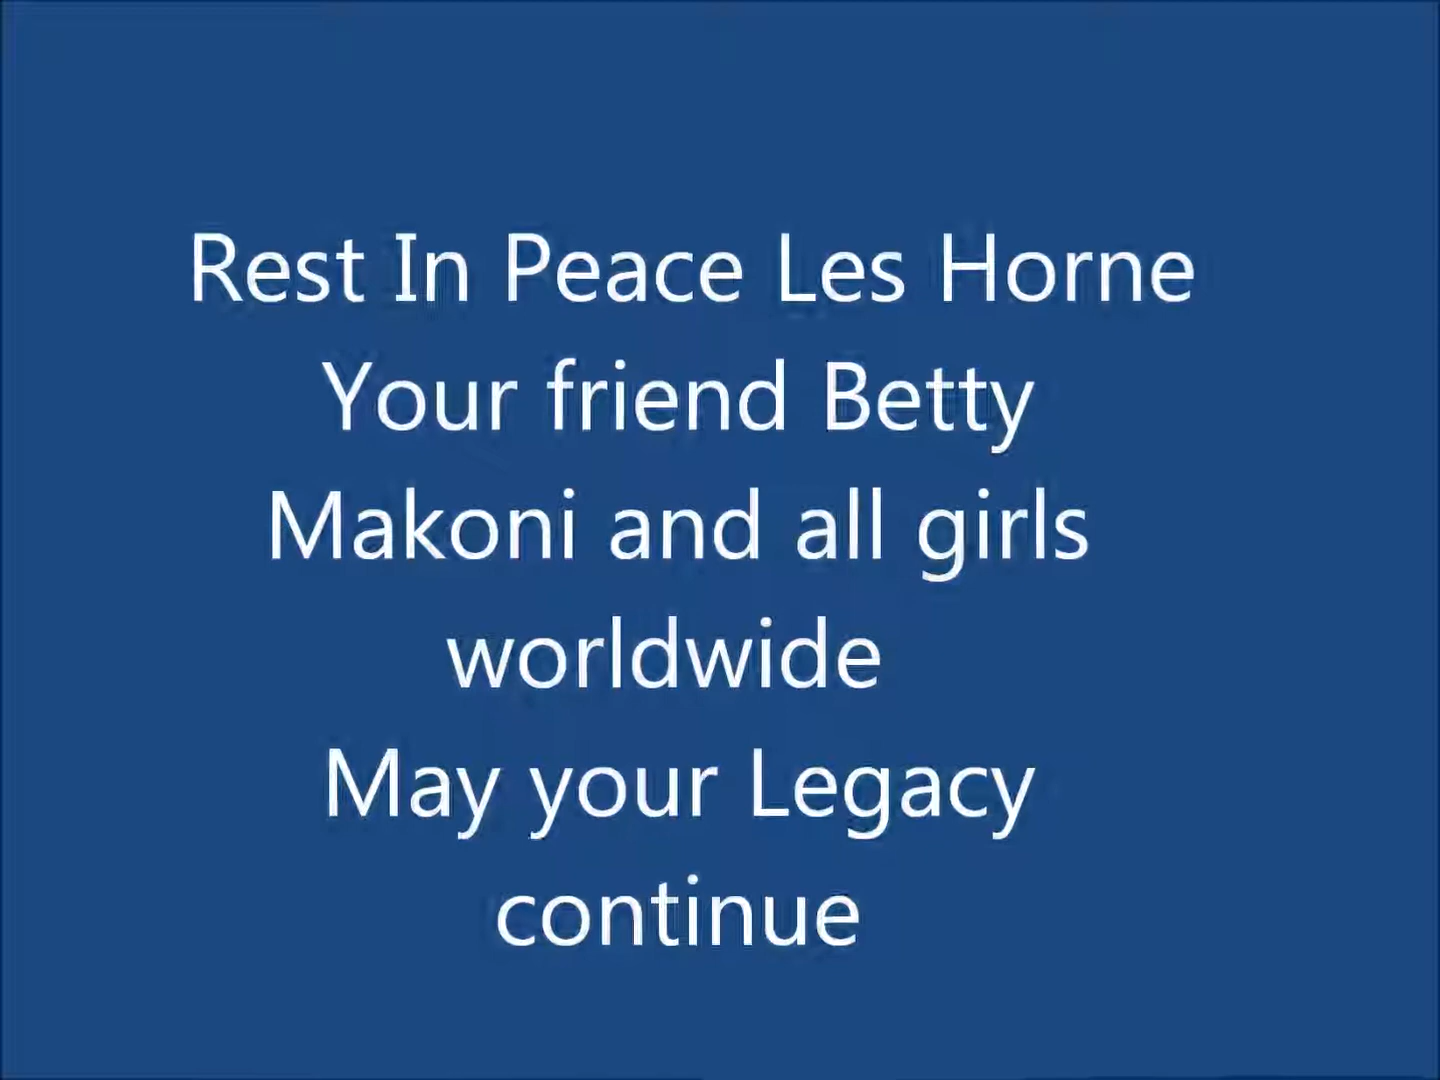 Rest In Peace Les Horne
Your friend Betty
Makoni and all girls
worldwide
May your Legacy
continue